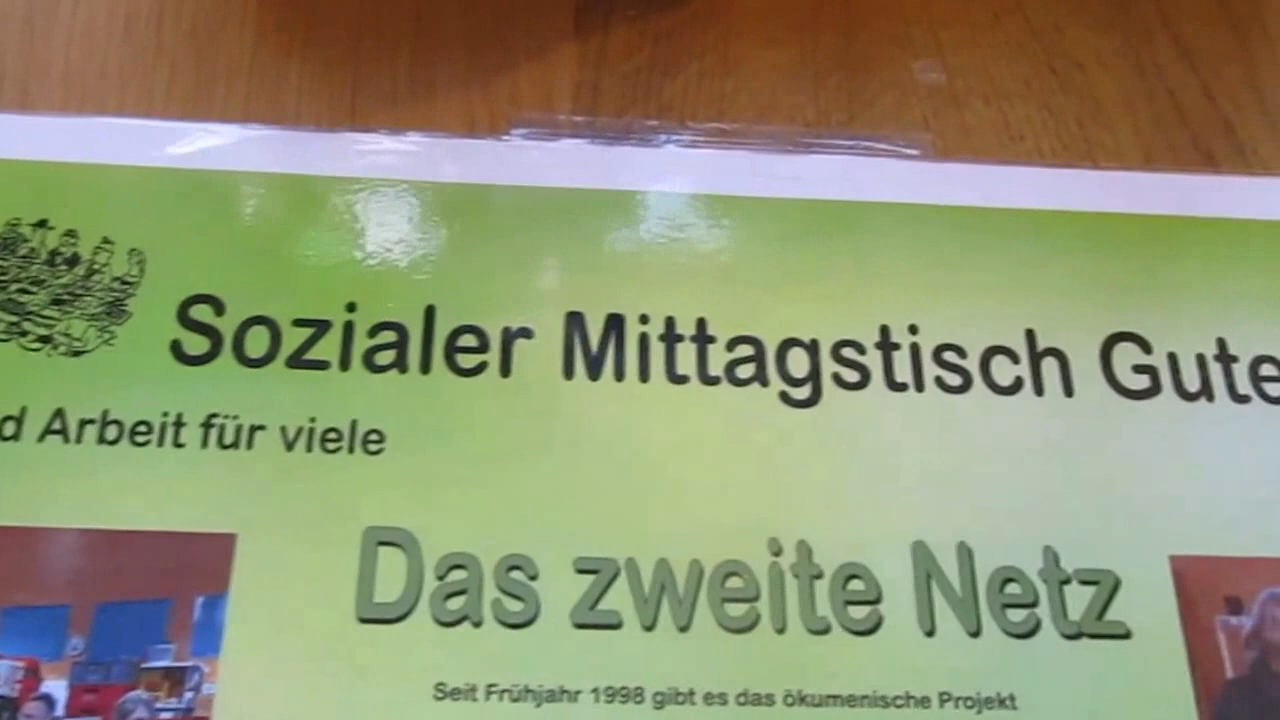 Sozialer Mittagstisch Gute
d Arbeit für viele
Das zweite Netz
Seit Frühjahr 1998 gibt es das ökumenische Projekt